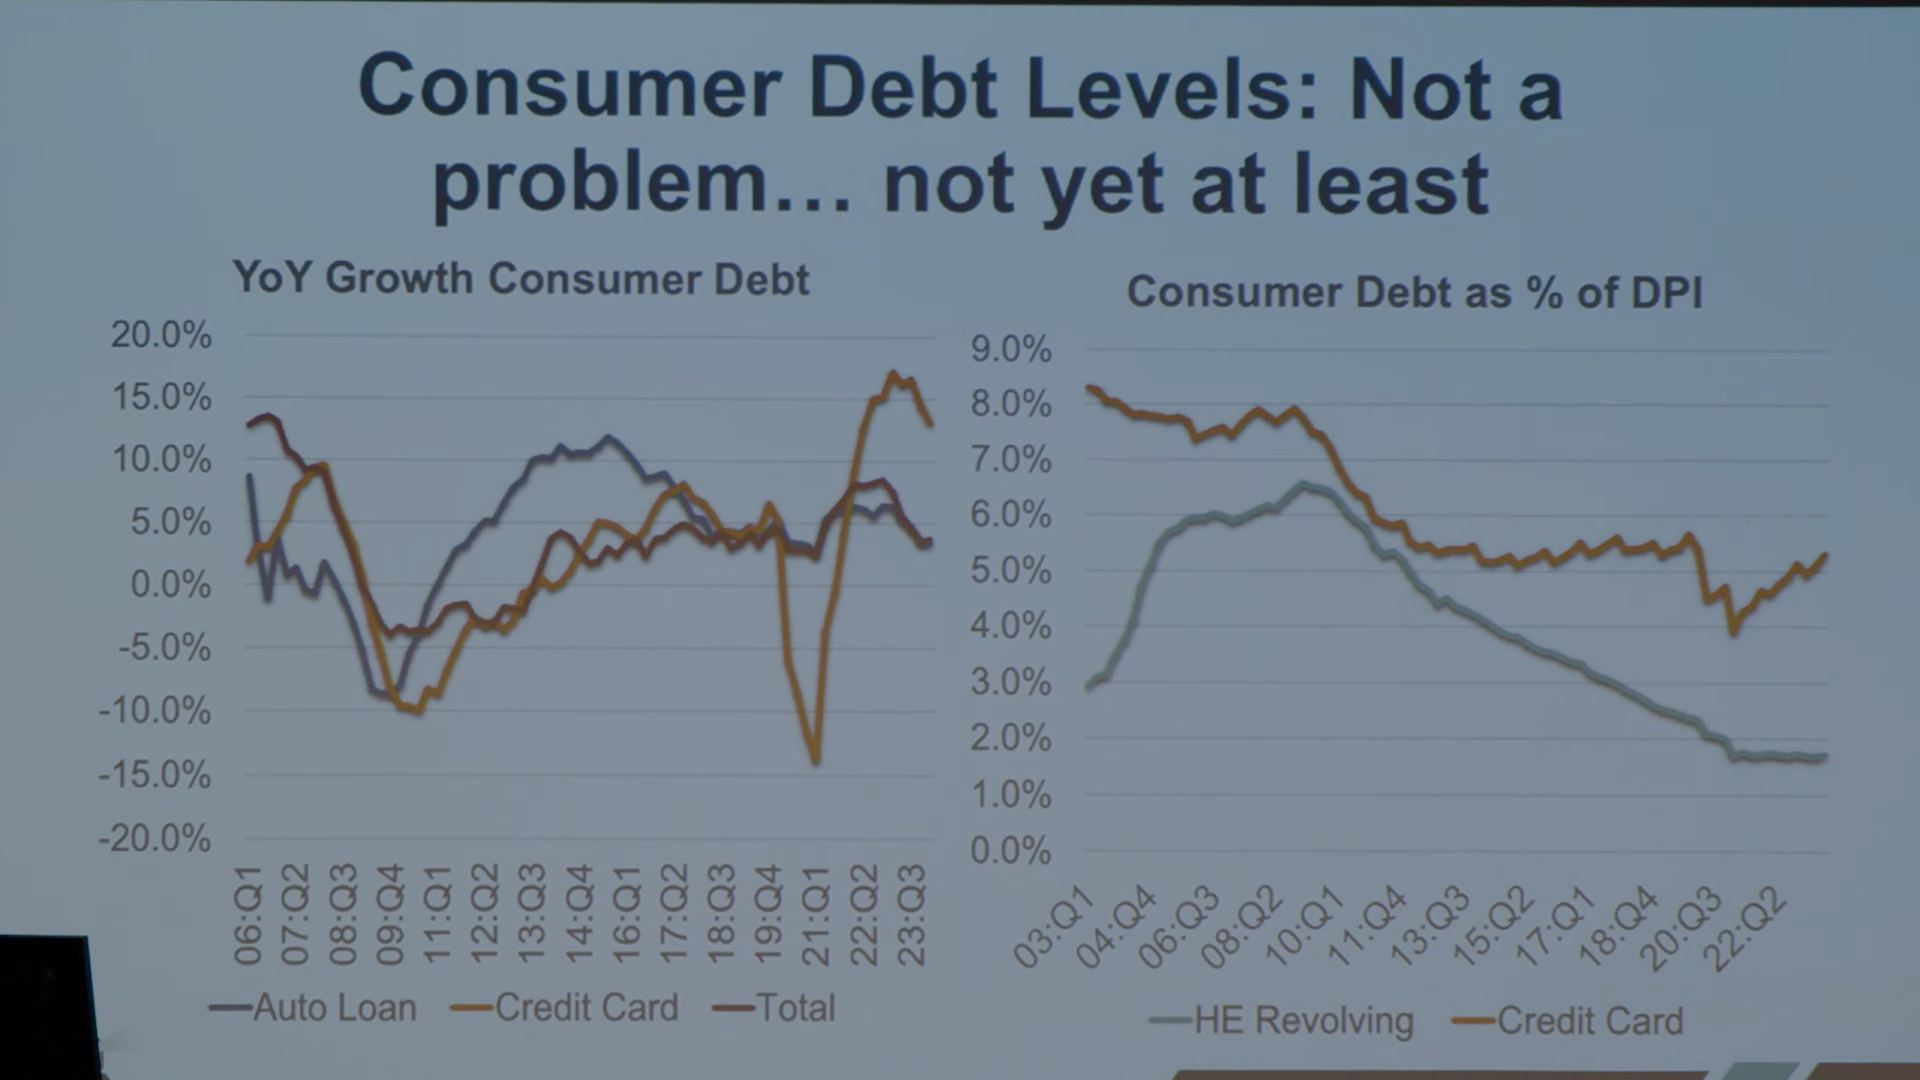 Consumer Debt Levels: Not a
problem... not yet at least
YoY Growth Consumer Debt
20.0%
15.0%
10.0%
5.0%
0.0%
-5.0%
-10.0%
-15.0%
-20.0%
06:Q1
07:Q2
08:Q3
09:Q4
11:Q1
12:Q2
13:Q3
14:Q4
16:Q1
17:Q2
18:Q3
19:Q4
21:Q1
22:Q2
23:Q3
Auto Loan Credit Card Total
Consumer Debt as % of DPI
9.0%
8.0%
7.0%
6.0%
5.0%
4.0%
3.0%
2.0%
1.0%
0.0%
03:Q1
04:Q4
06:Q3
08:Q2
10:Q1
11:Q4
13:Q3
15:Q2
17:Q1
18:Q4
20:Q3
22:Q2
HE Revolving Credit Card